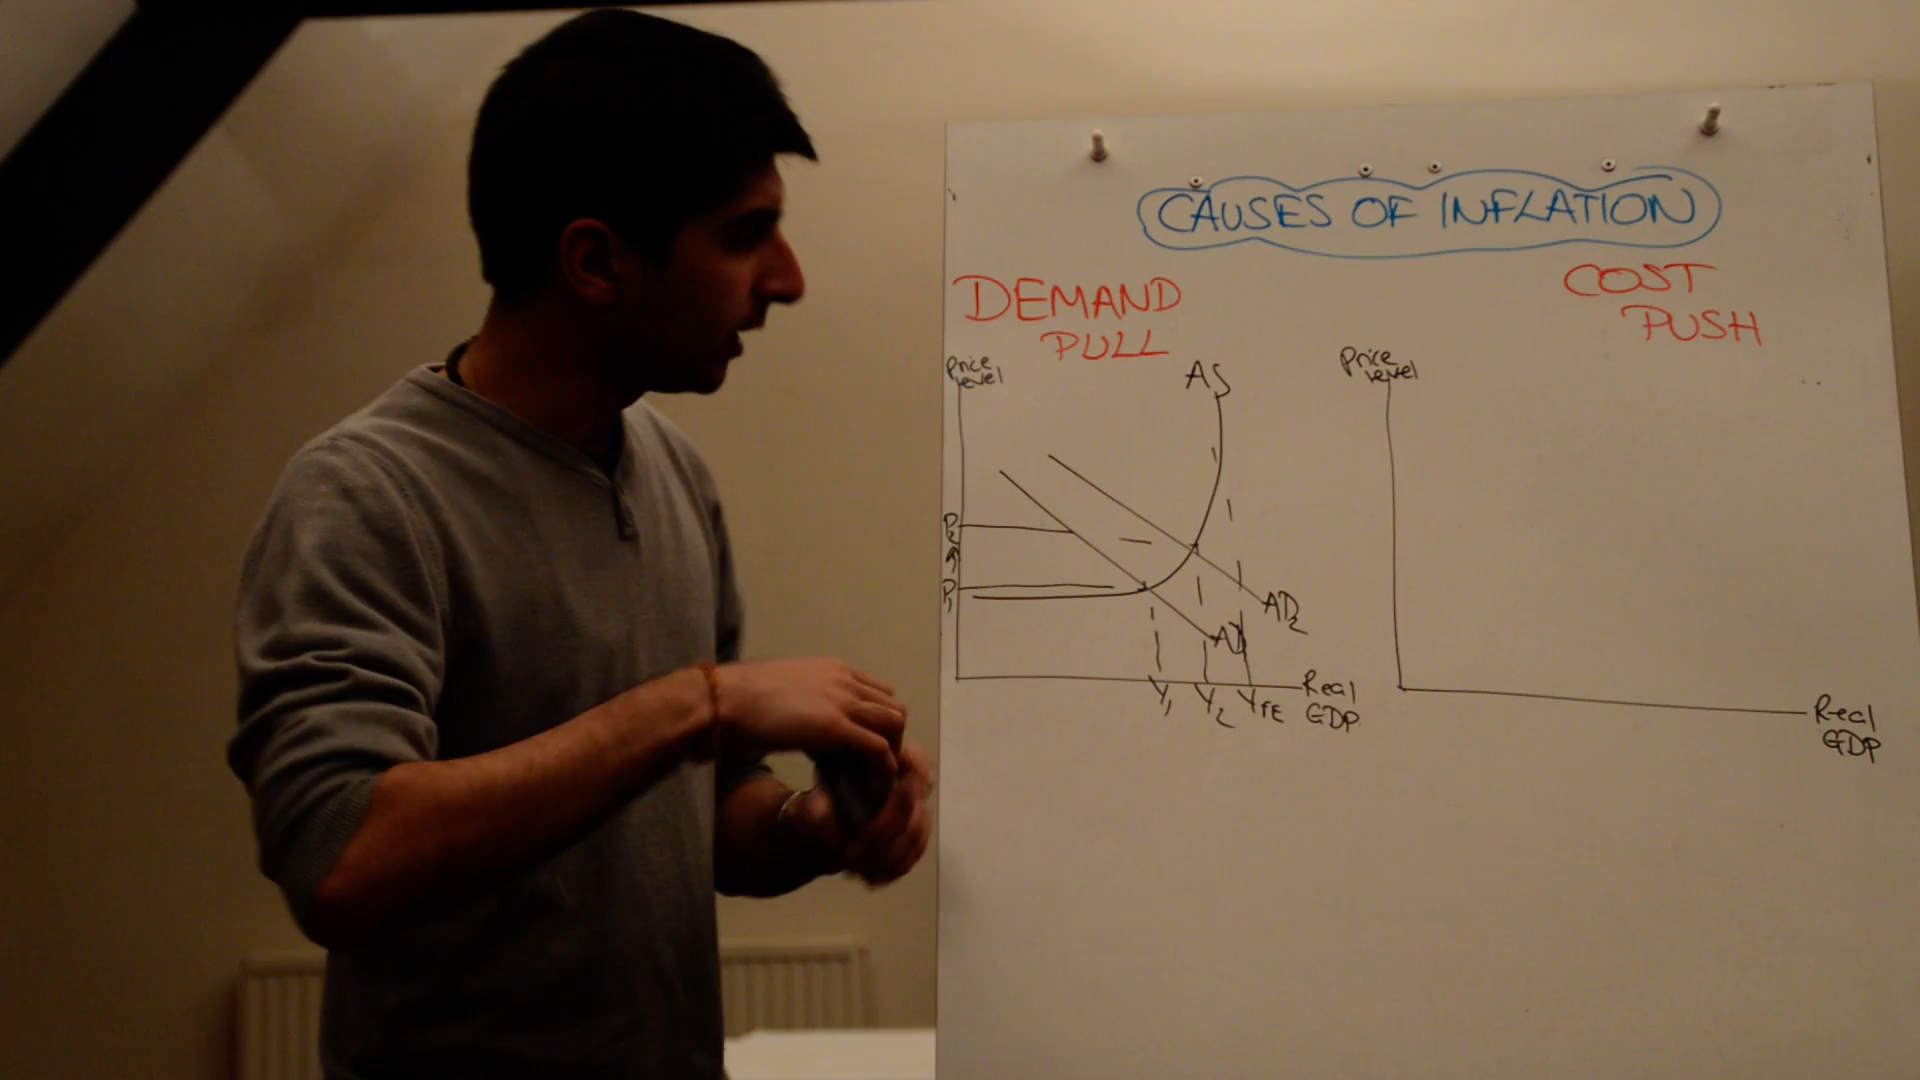 CAUSES OF INFLATION
DEMAND
PULL
COST
PUSH
Price
level
AS
P2
P1
AD2
AD
Y1
Y2
YFE
Real
GDP
Price
level
Real
GDP